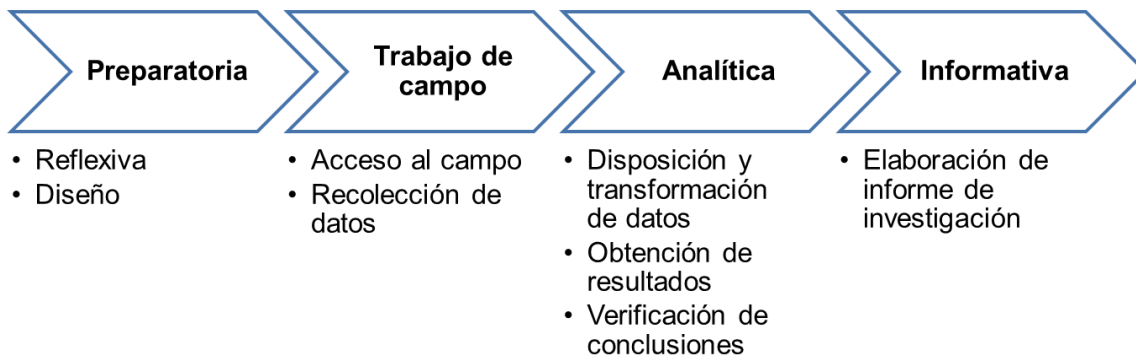 Preparatoria
• Reflexiva
• Diseño
Trabajo de
campo
• Acceso al campo
• Recolección de
datos
Analítica
• Disposición y
transformación
de datos
• Obtención de
resultados
• Verificación de
conclusiones
Informativa
• Elaboración de
informe de
investigación